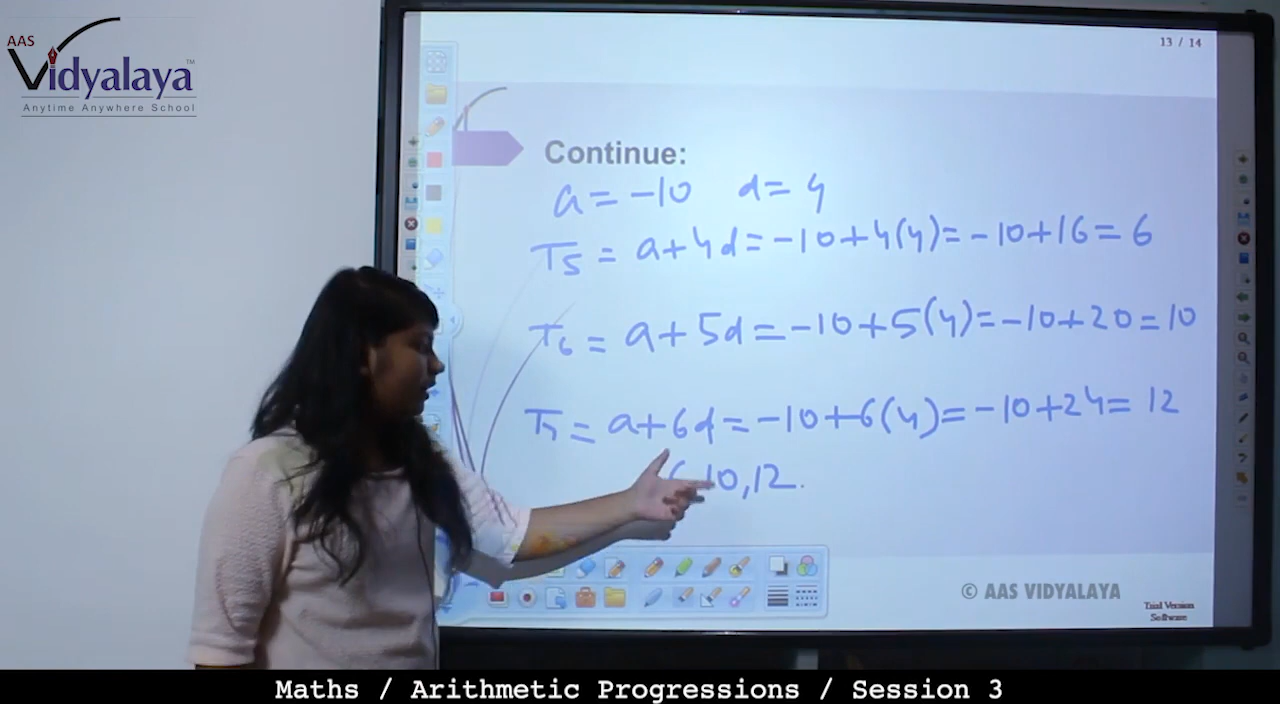 AAS
Vidyalaya TM
Anytime Anywhere School
13 / 14
Continue:
a = -10 d = 4
T5 = a+4d = -10+4(4) = -10+16 = 6
T6 = a+5d = -10+5(4) = -10+20 = 10
T7 = a+6d = -10+6(4) = -10+24 = 12
10,12.
© AAS VIDYALAYA
Trial Version
Software
Maths / Arithmetic Progressions / Session 3